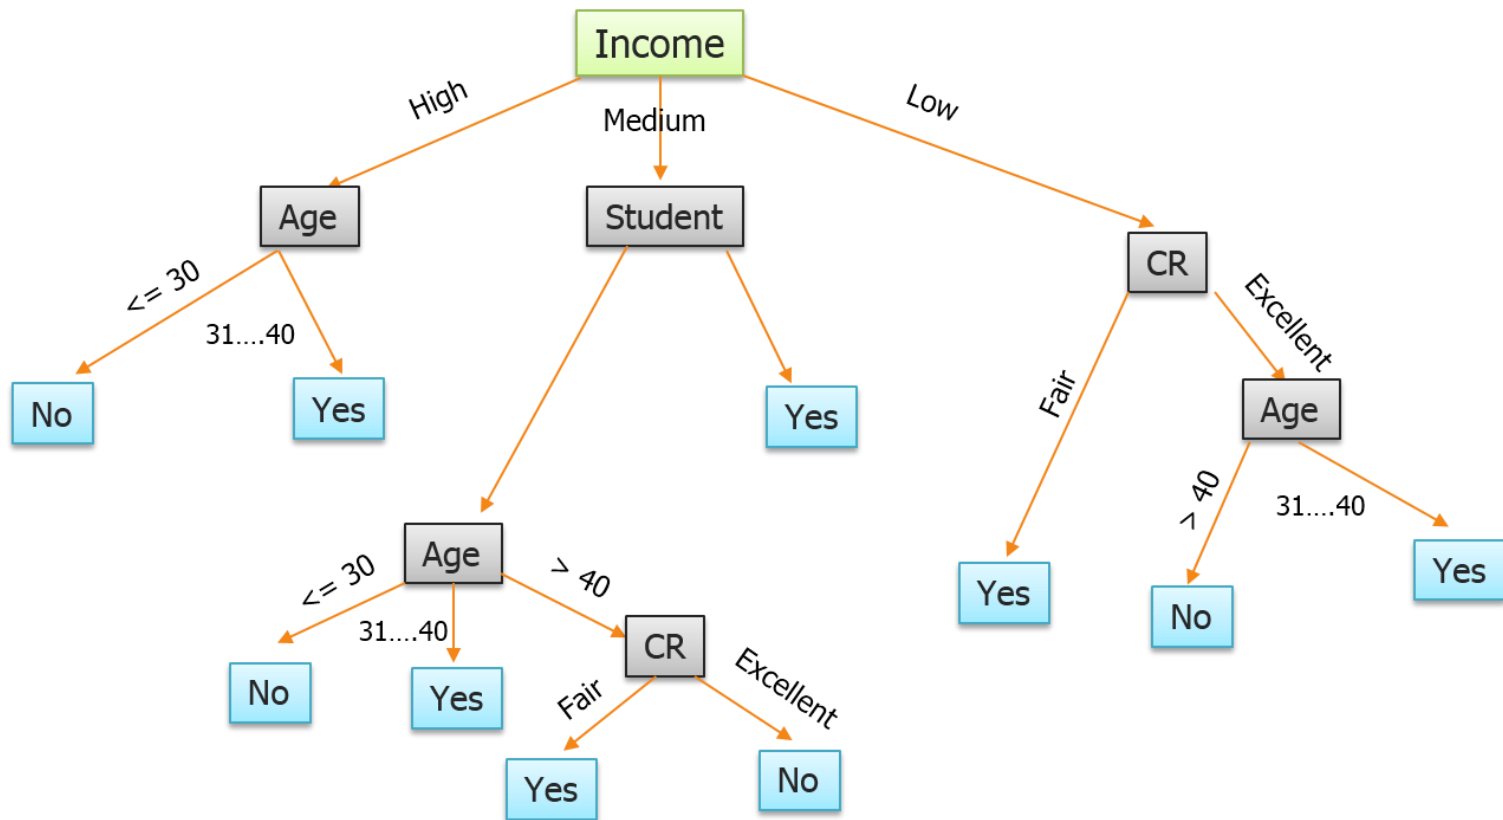 Income
High
Medium
Low
Age
Student
CR
<= 30
31....40
Excellent
Fair
No
Yes
Yes
Age
> 40
31....40
Yes
Age
<= 30
31....40
> 40
Yes
No
CR
No
Yes
Fair
Excellent
Yes
No